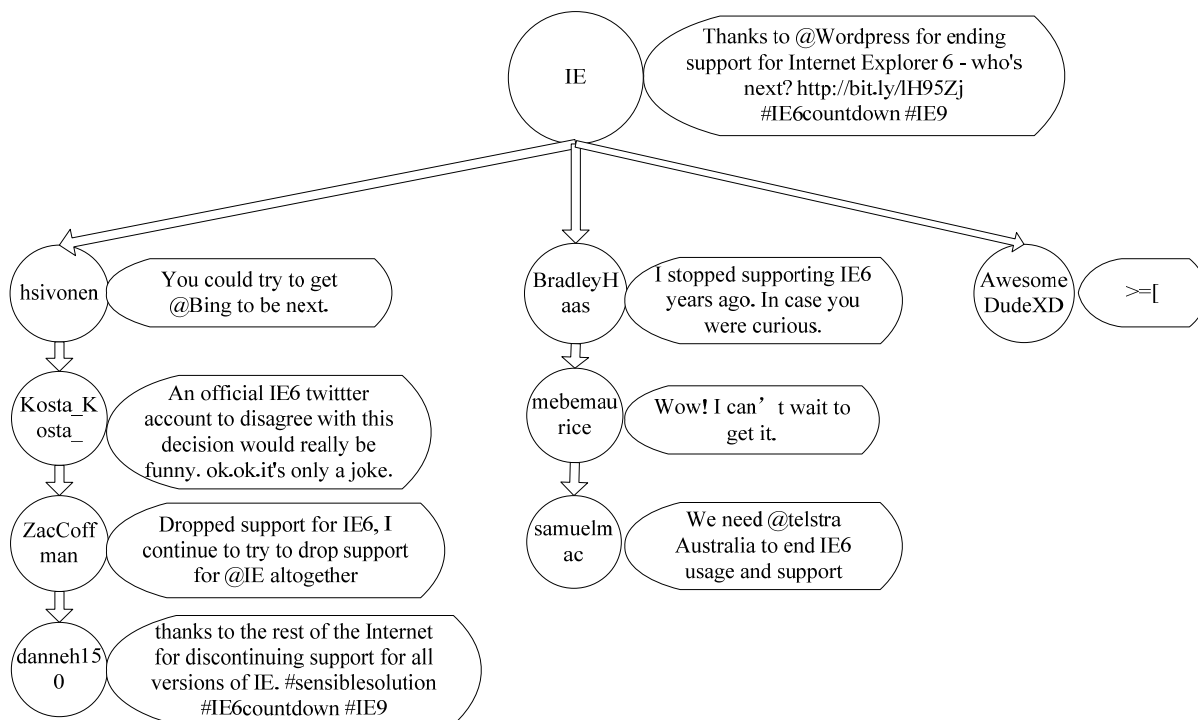 IE
Thanks to @Wordpress for ending
support for Internet Explorer 6 - who's
next? http://bit.ly/lH95Zj
#IE6countdown #IE9
hsivonen
You could try to get
@Bing to be next.
BradleyH
aas
I stopped supporting IE6
years ago. In case you
were curious.
Awesome
DudeXD
>=[
Kosta_K
osta_
An official IE6 twittter
account to disagree with this
decision would really be
funny. ok.ok.it's only a joke.
mebemau
rice
Wow! I can’t wait to
get it.
ZacCoff
man
Dropped support for IE6, I
continue to try to drop support
for @IE altogether
samuelm
ac
We need @telstra
Australia to end IE6
usage and support
danneh15
0
thanks to the rest of the Internet
for discontinuing support for all
versions of IE. #sensiblesolution
#IE6countdown #IE9